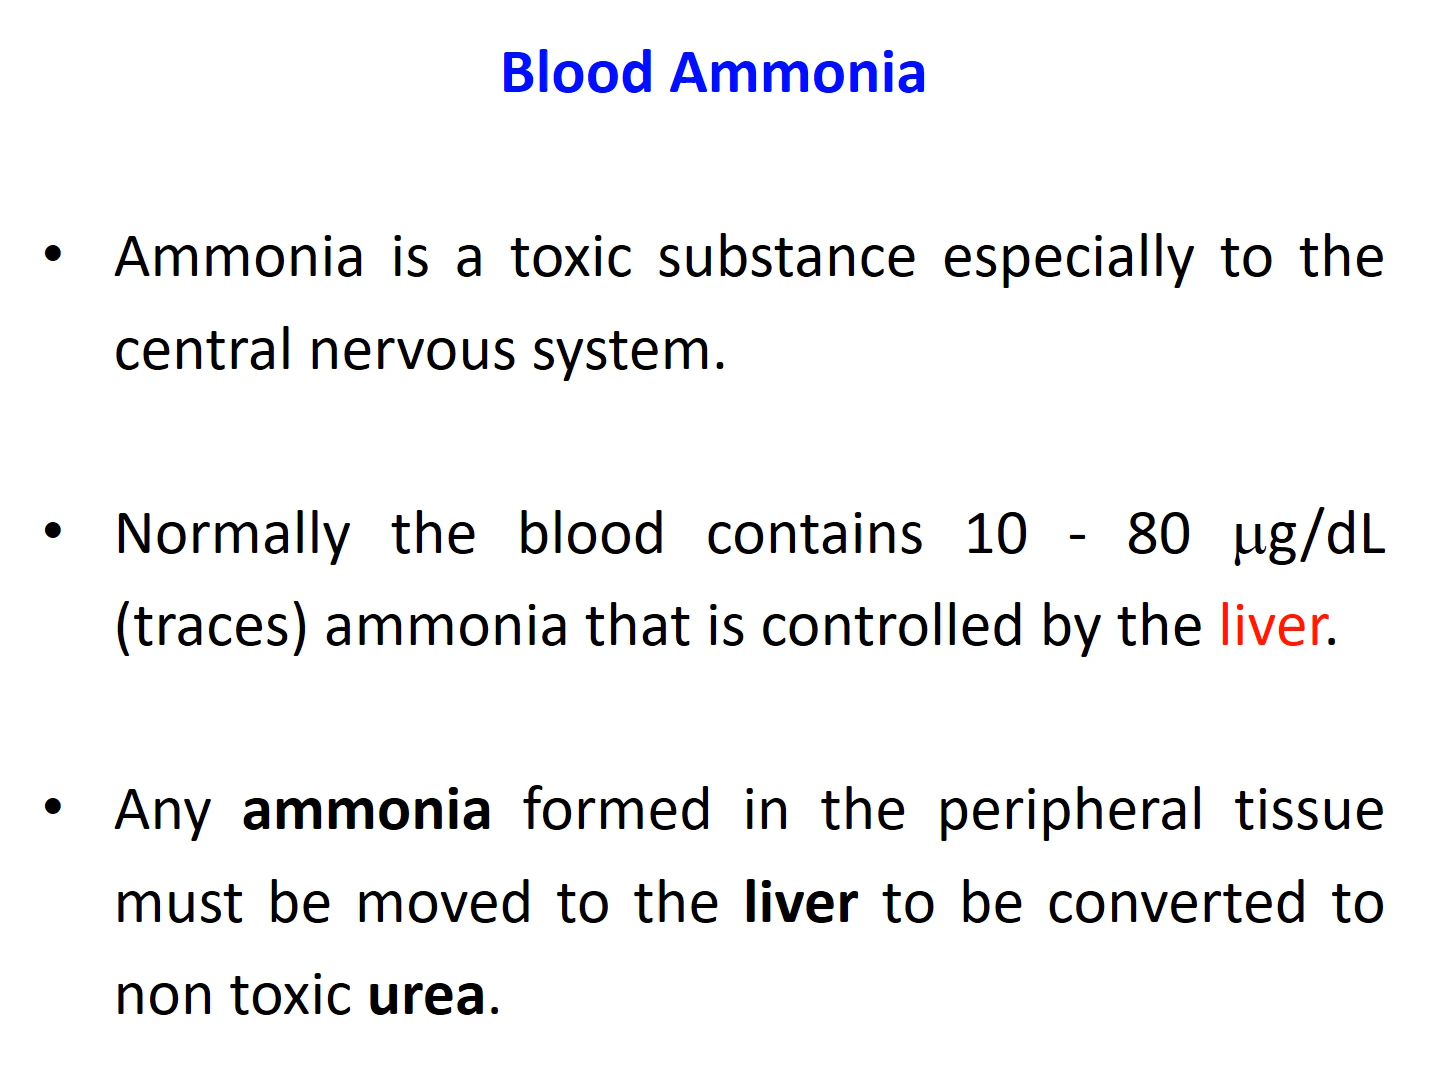 Blood Ammonia
• Ammonia is a toxic substance especially to the
central nervous system.
• Normally the blood contains 10 - 80 μg/dL
(traces) ammonia that is controlled by the liver.
• Any ammonia formed in the peripheral tissue
must be moved to the liver to be converted to
non toxic urea.